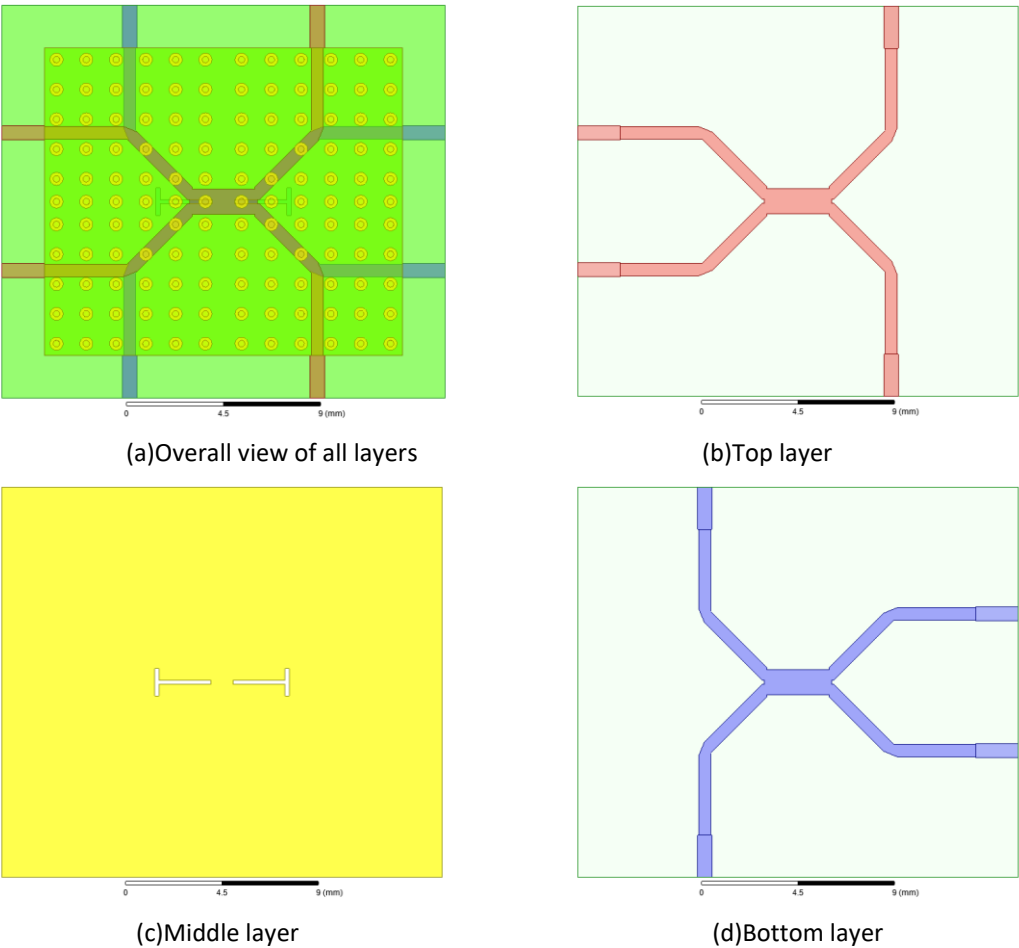 0 4.5 9 (mm)
0 4.5 9 (mm)
(a)Overall view of all layers
(b)Top layer
0 4.5 9 (mm)
0 4.5 9 (mm)
(c)Middle layer
(d)Bottom layer